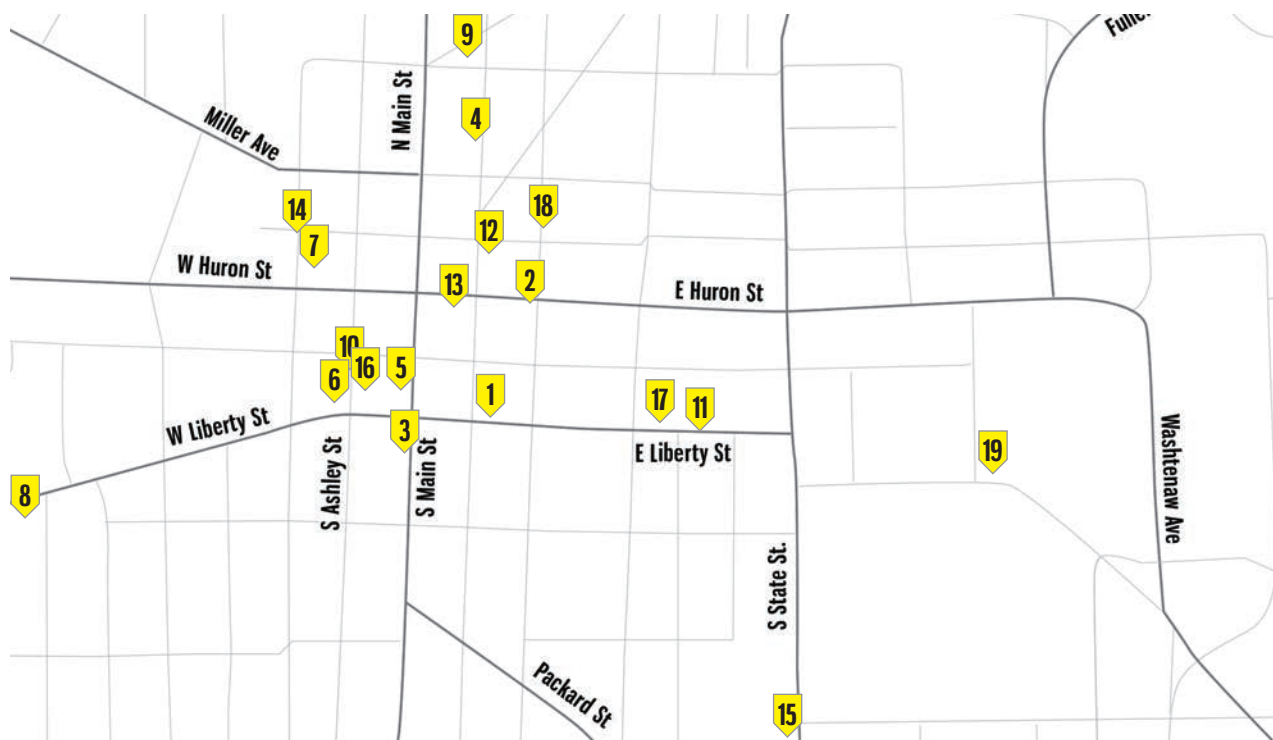 9
Fuller
N Main St
4
Miller Ave
14
18
12
7
W Huron St
13
2
E Huron St
10
16
5
6
1
17
11
W Liberty St
3
E Liberty St
19
Washtenaw Ave
8
S Ashley St
S Main St
S State St.
Packard St
15